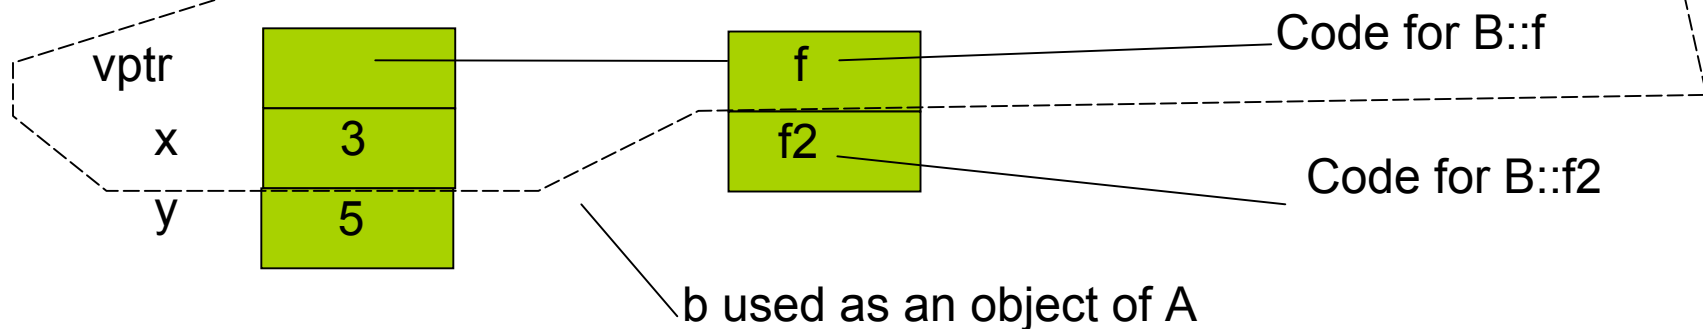 vptr f Code for B::f
x 3 f2
Code for B::f2
y 5
b used as an object of A